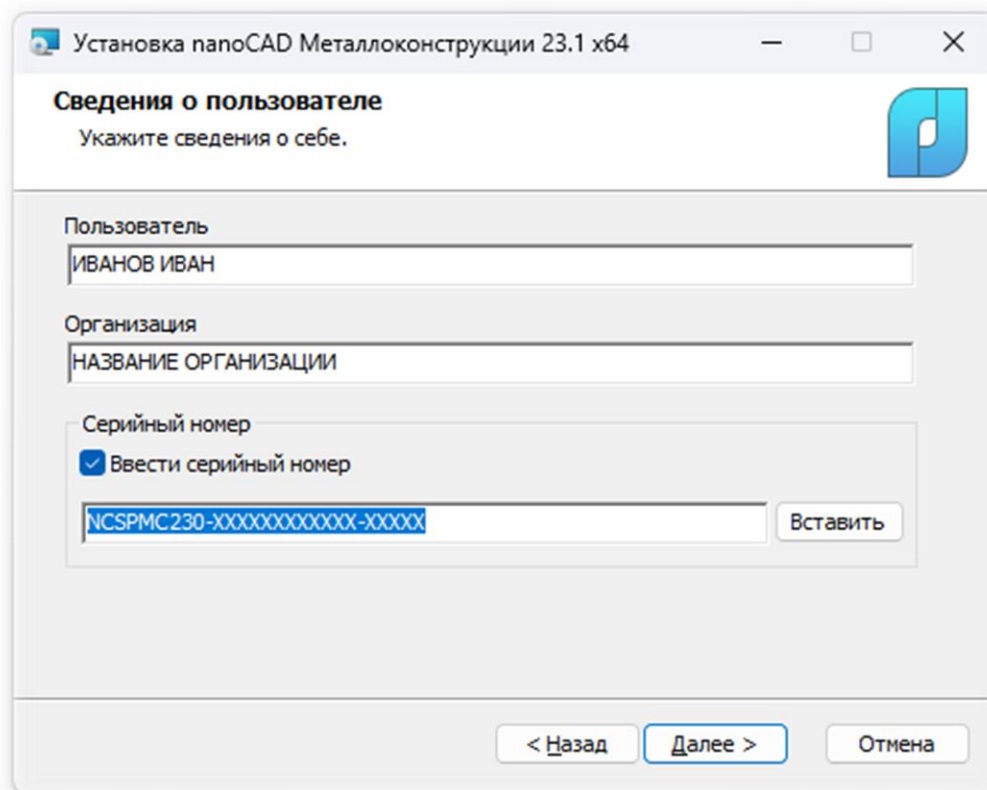 Установка nanoCAD Металлоконструкции 23.1 x64
Сведения о пользователе
Укажите сведения о себе.
Пользователь
ИВАНОВ ИВАН
Организация
НАЗВАНИЕ ОРГАНИЗАЦИИ
Серийный номер
Ввести серийный номер
NCSPMC230-XXXXXXXXXXXX-XXXXX
Вставить
< Назад
Далее >
Отмена